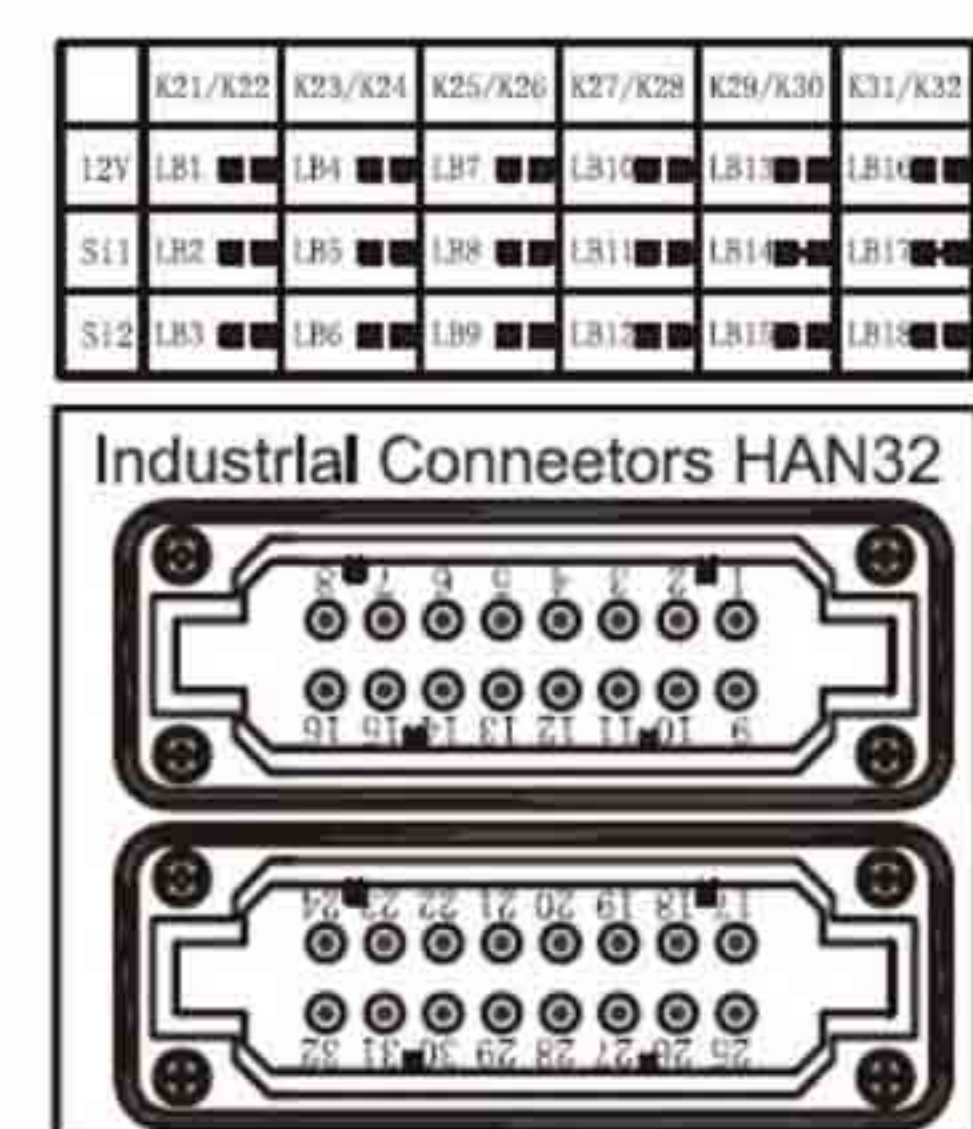 K21/K22 K23/K24 K25/K26 K27/K28 K29/K30 K31/K32
12V LB1 LB4 LB7 LB10 LB13 LB16
Si1 LB2 LB5 LB8 LB11 LB14 LB17
Si2 LB3 LB6 LB9 LB12 LB15 LB18
Industrial Conneetors HAN32
8 7 6 5 4 3 2 1
16 15 14 13 12 11 10 9
24 23 22 21 20 19 18 17
32 31 30 29 28 27 26 25